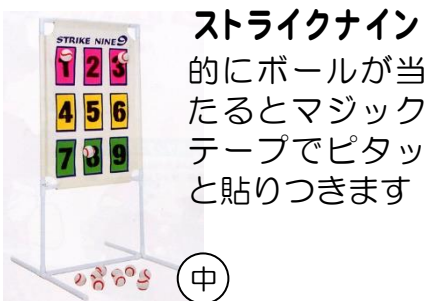 ストライクナイン
的にボールが当
たるとマジック
テープでピタッ
と貼りつきます
STRIKE NINE 9
1 2 3
4 5 6
7 8 9
中